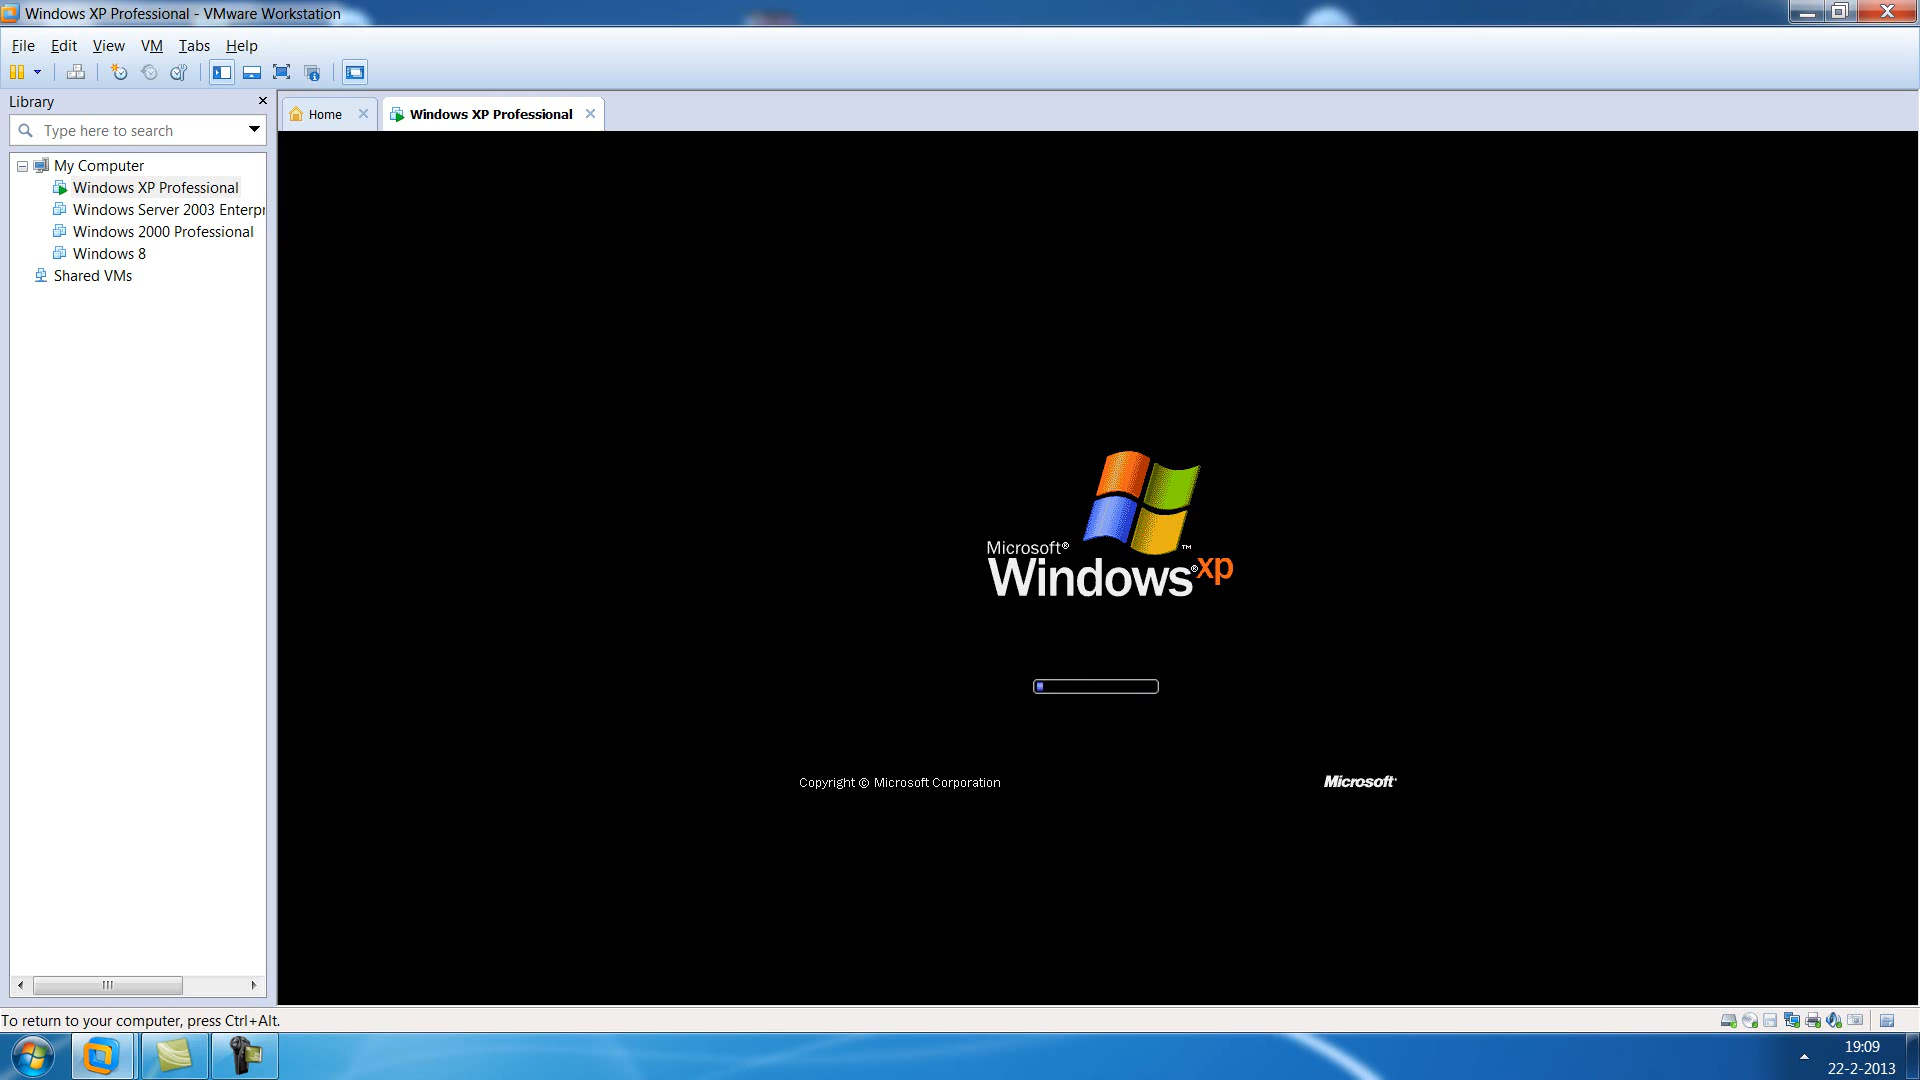 Windows XP Professional - VMware Workstation
File Edit View VM Tabs Help
Library
Type here to search
Home
Windows XP Professional
My Computer
Windows XP Professional
Windows Server 2003 Enterpr
Windows 2000 Professional
Windows 8
Shared VMs
Microsoft®
Windows® xp ™
Copyright © Microsoft Corporation
Microsoft
To return to your computer, press Ctrl+Alt.
19:09
22-2-2013